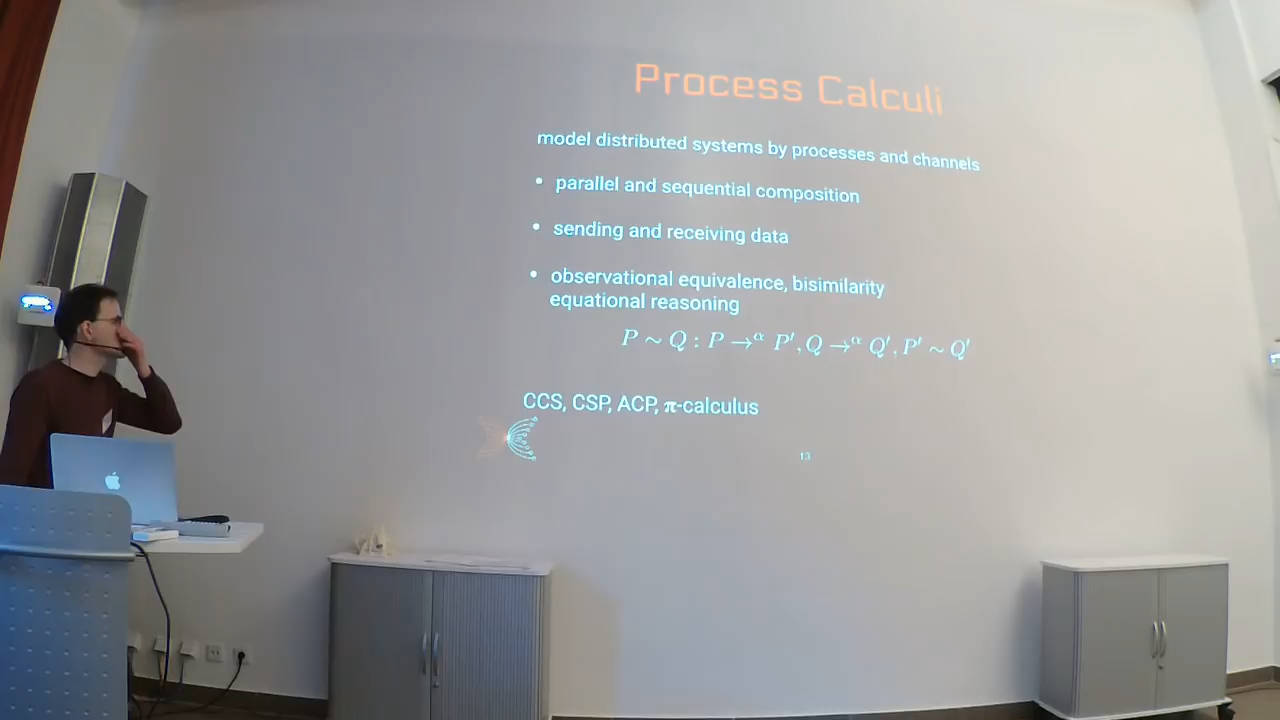 Process Calculi
model distributed systems by processes and channels
• parallel and sequential composition
• sending and receiving data
• observational equivalence, bisimilarity
equational reasoning
P ∼ Q : P →ᵅ P′, Q →ᵅ Q′, P′ ∼ Q′
CCS, CSP, ACP, π-calculus
13